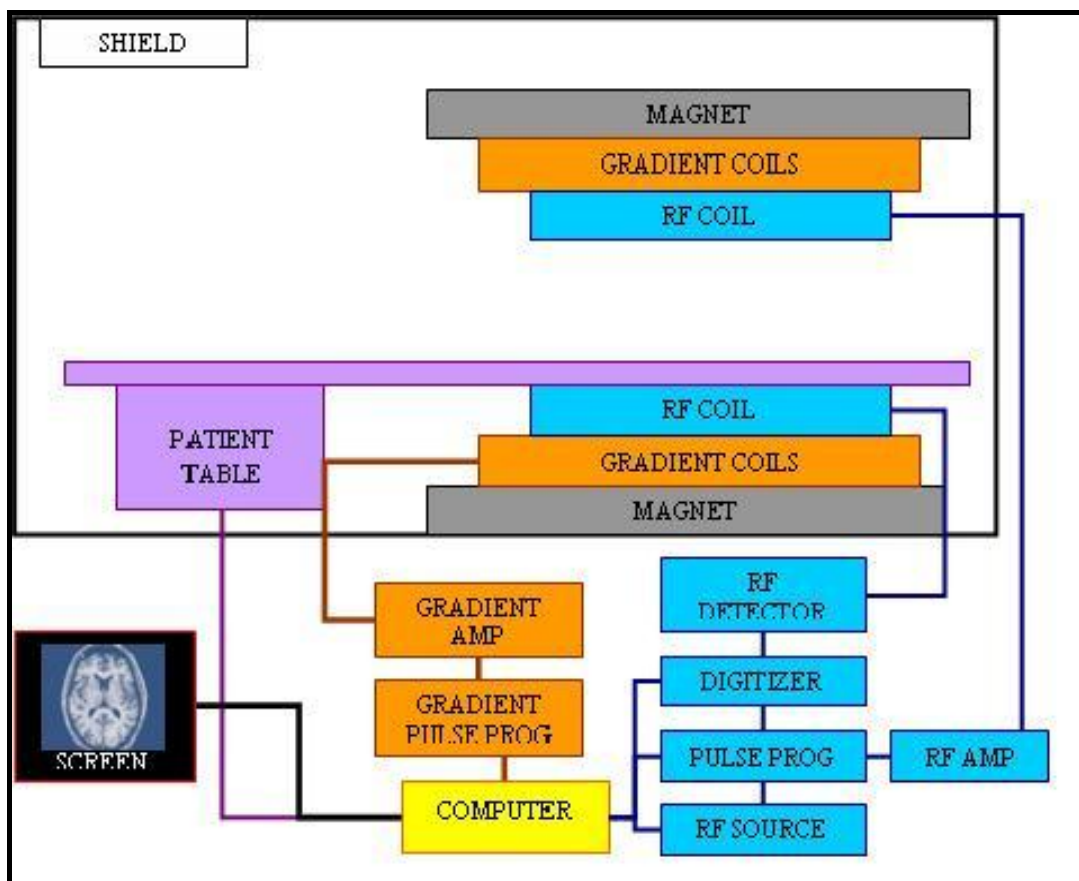 SHIELD
MAGNET
GRADIENT COILS
RF COIL
RF COIL
PATIENT
TABLE
GRADIENT COILS
MAGNET
RF
DETECTOR
GRADIENT
AMP
DIGITIZER
GRADIENT
PULSE PROG
PULSE PROG
RF AMP
SCREEN
COMPUTER
RF SOURCE